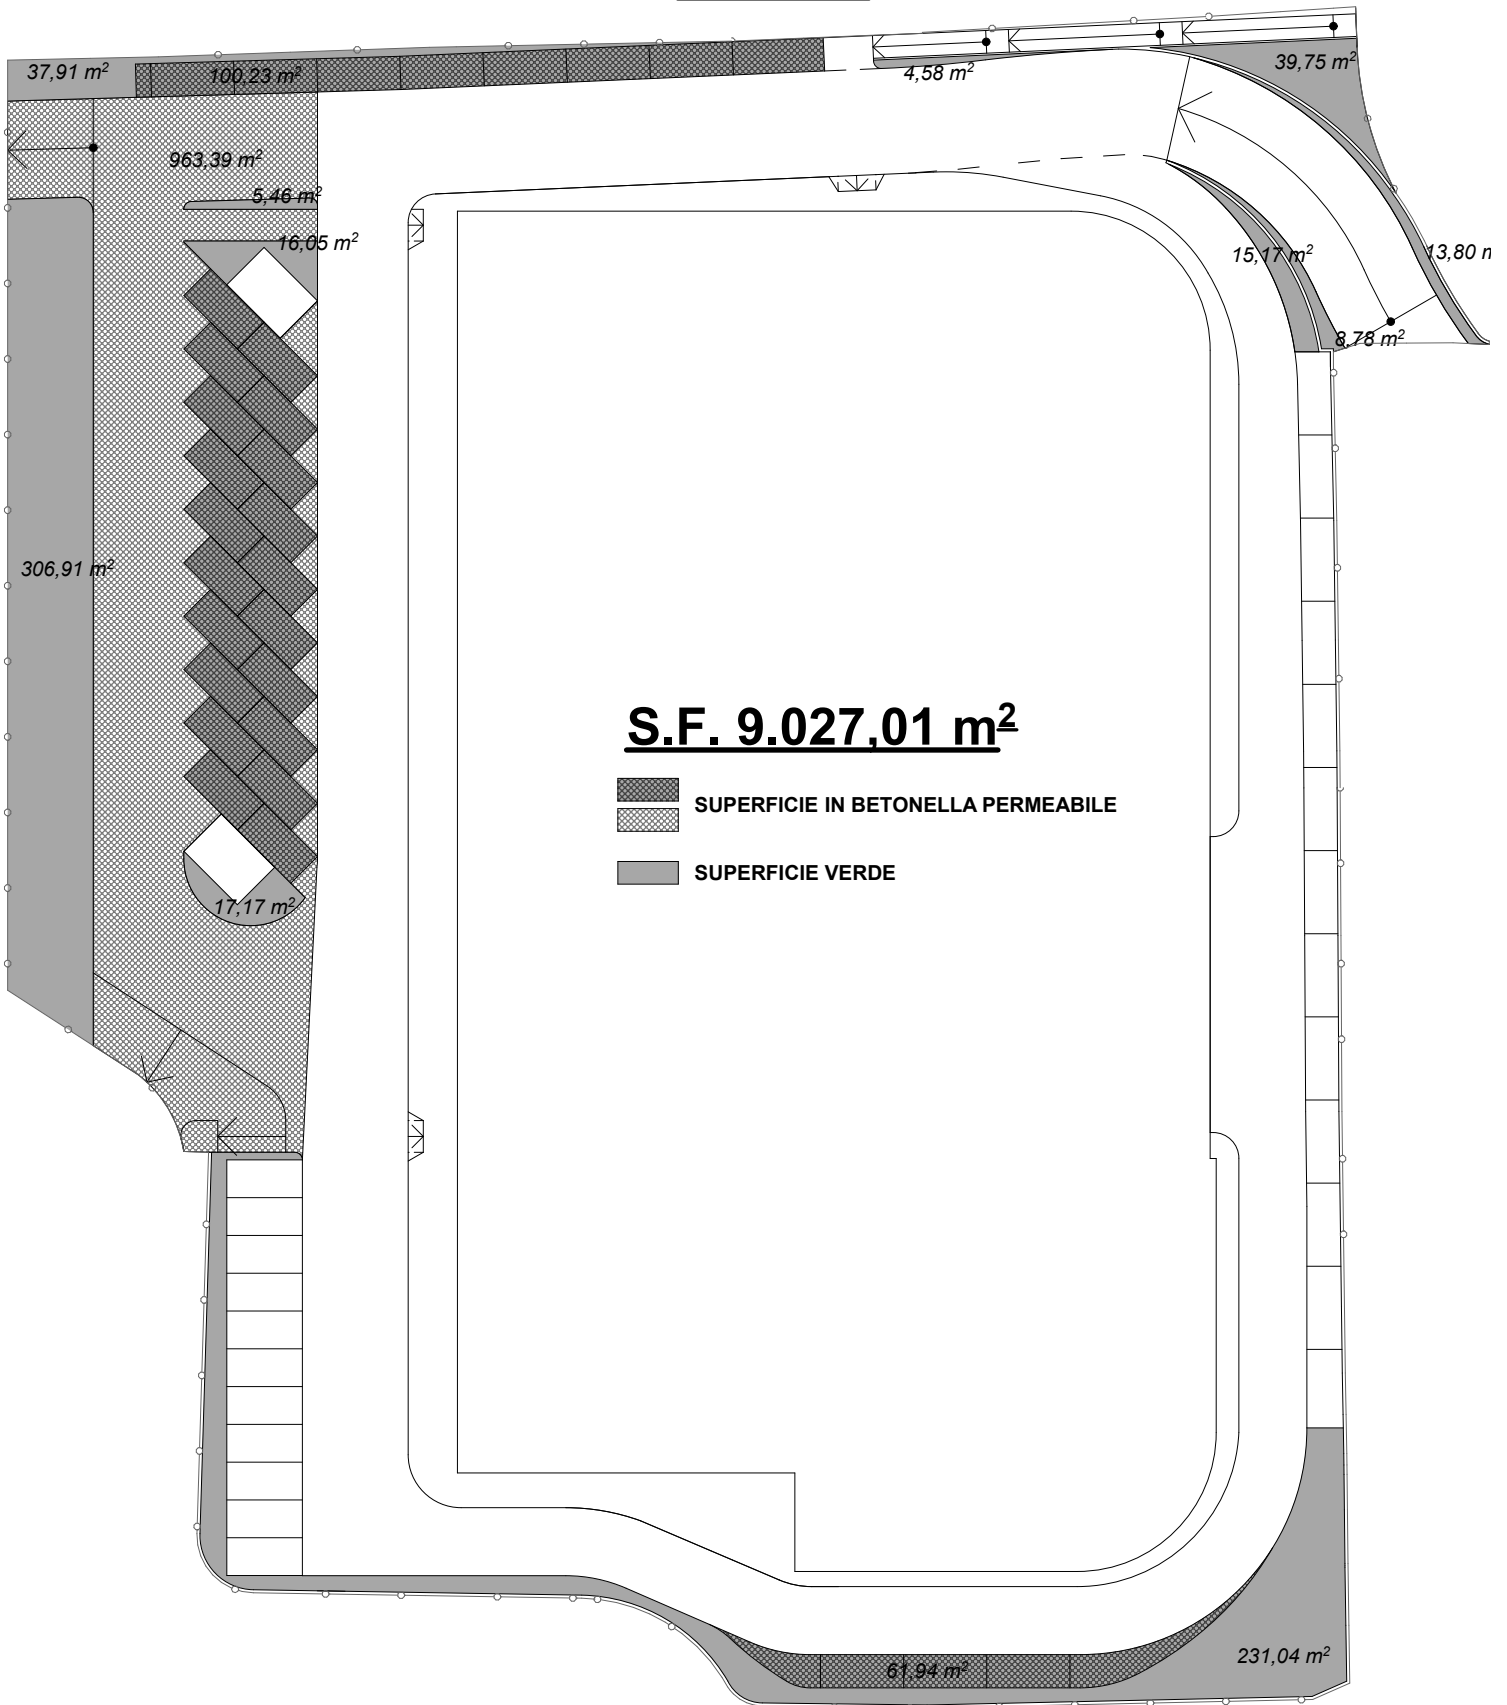 37,91 m²
100,23 m²
4,58 m²
39,75 m²
963,39 m²
5,46 m²
16,05 m²
15,17 m²
13,80 m
8,78 m²
306,91 m²
S.F. 9.027,01 m²
SUPERFICIE IN BETONELLA PERMEABILE
SUPERFICIE VERDE
17,17 m²
61,94 m²
231,04 m²